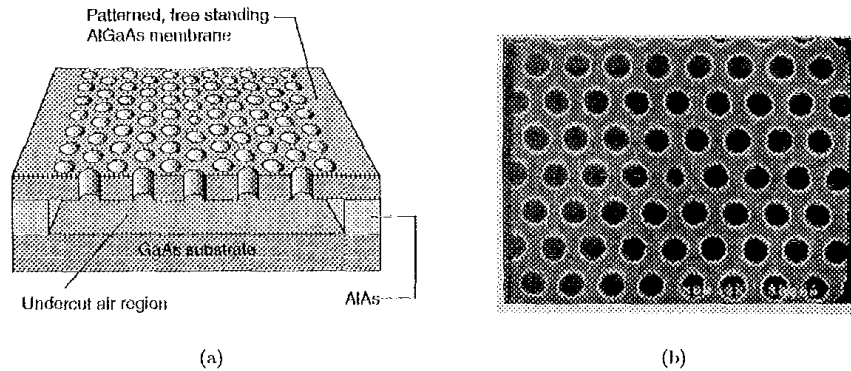 Patterned, free standing
AlGaAs membrane
GaAs substrate
Undercut air region
AlAs
(a)
(b)